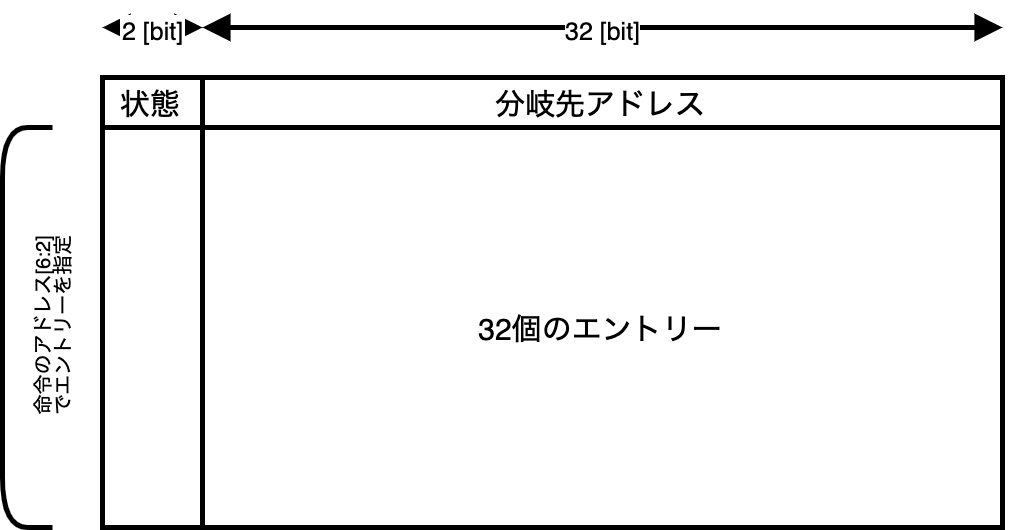 2 [bit]
32 [bit]
状態
分岐先アドレス
命令のアドレス[6:2]
でエントリーを指定
32個のエントリー